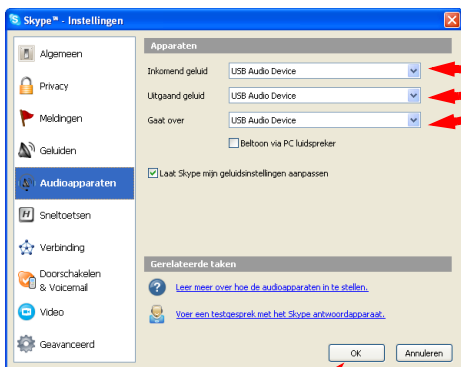 Skype™ - Instellingen
Algemeen
Privacy
Meldingen
Geluiden
Audioapparaten
Sneltoetsen
Verbinding
Doorschakelen
& Voicemail
Video
Geavanceerd
Apparaten
Inkomend geluid USB Audio Device
Uitgaand geluid USB Audio Device
Gaat over USB Audio Device
Beltoon via PC luidspreker
Laat Skype mijn geluidsinstellingen aanpassen
Gerelateerde taken
Leer meer over hoe de audioapparaten in te stellen.
Voer een testgesprek met het Skype antwoordapparaat.
OK Annuleren